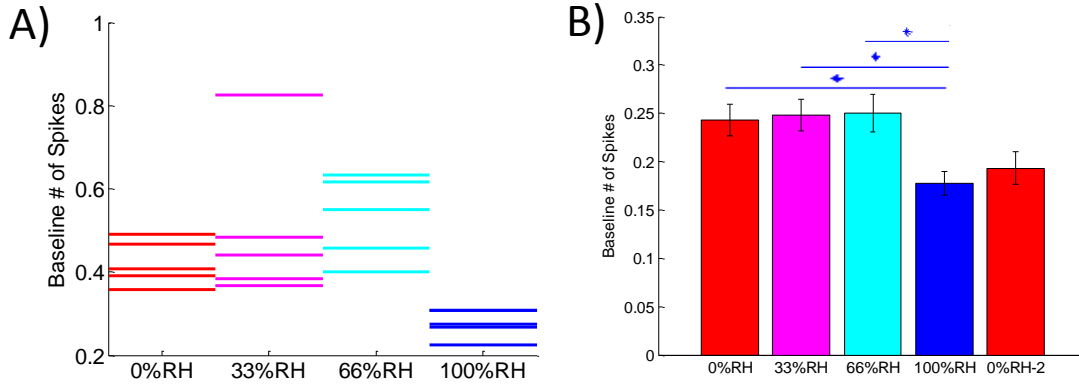 A)
Baseline # of Spikes
1
0.8
0.6
0.4
0.2
0%RH 33%RH 66%RH 100%RH
B)
Baseline # of Spikes
0.35
0.3
0.25
0.2
0.15
0.1
0.05
0
0%RH 33%RH 66%RH 100%RH 0%RH-2